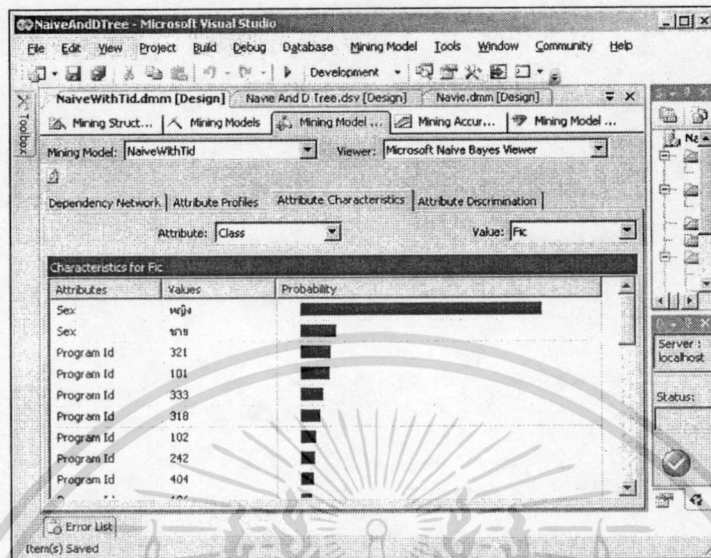 NaiveAndDTree - Microsoft Visual Studio
File Edit View Project Build Debug Database Mining Model Tools Window Community Help
Development
Toolbox
NaiveWithTid.dmm [Design] Navie And D Tree.dsv [Design] Navie.dmm [Design]
Mining Struct... Mining Models Mining Model ... Mining Accur... Mining Model ...
Mining Model: NaiveWithTid Viewer: Microsoft Naive Bayes Viewer
Dependency Network Attribute Profiles Attribute Characteristics Attribute Discrimination
Attribute: Class Value: Fic
Characteristics for Fic
Attributes Values Probability
Sex หญิง
Sex ชาย
Program Id 321
Program Id 101
Program Id 333
Program Id 318
Program Id 102
Program Id 242
Program Id 404
Server :
localhost
Status:
Error List
Item(s) Saved